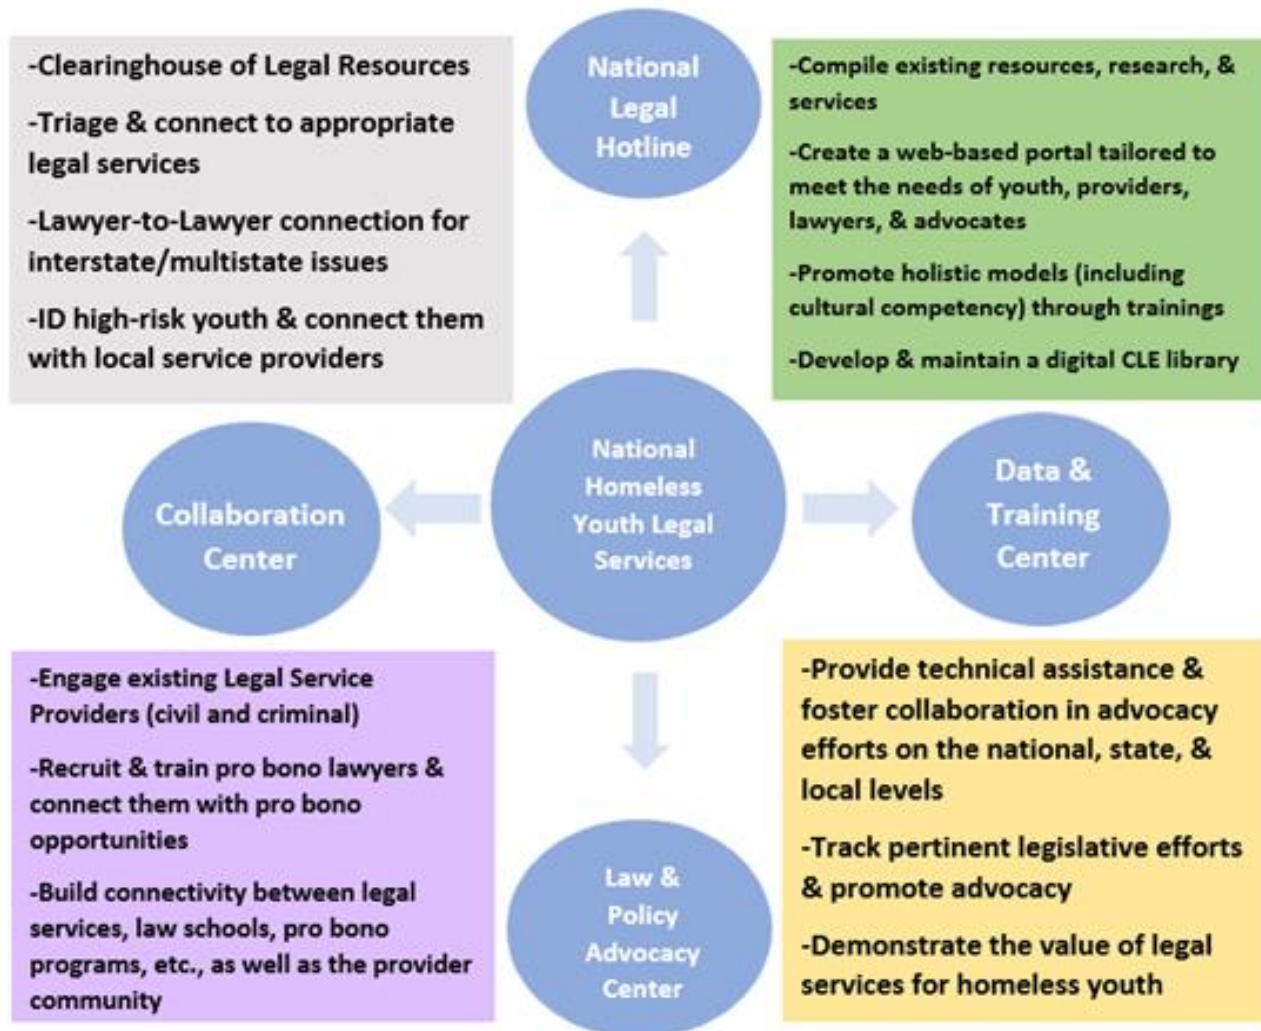 -Clearinghouse of Legal Resources
-Triage & connect to appropriate
legal services
-Lawyer-to-Lawyer connection for
interstate/multistate issues
-ID high-risk youth & connect them
with local service providers
National
Legal
Hotline
-Compile existing resources, research, &
services
-Create a web-based portal tailored to
meet the needs of youth, providers,
lawyers, & advocates
-Promote holistic models (including
cultural competency) through trainings
-Develop & maintain a digital CLE library
Collaboration
Center
National
Homeless
Youth Legal
Services
Data &
Training
Center
-Engage existing Legal Service
Providers (civil and criminal)
-Recruit & train pro bono lawyers &
connect them with pro bono
opportunities
-Build connectivity between legal
services, law schools, pro bono
programs, etc., as well as the provider
community
Law &
Policy
Advocacy
Center
-Provide technical assistance &
foster collaboration in advocacy
efforts on the national, state, &
local levels
-Track pertinent legislative efforts
& promote advocacy
-Demonstrate the value of legal
services for homeless youth